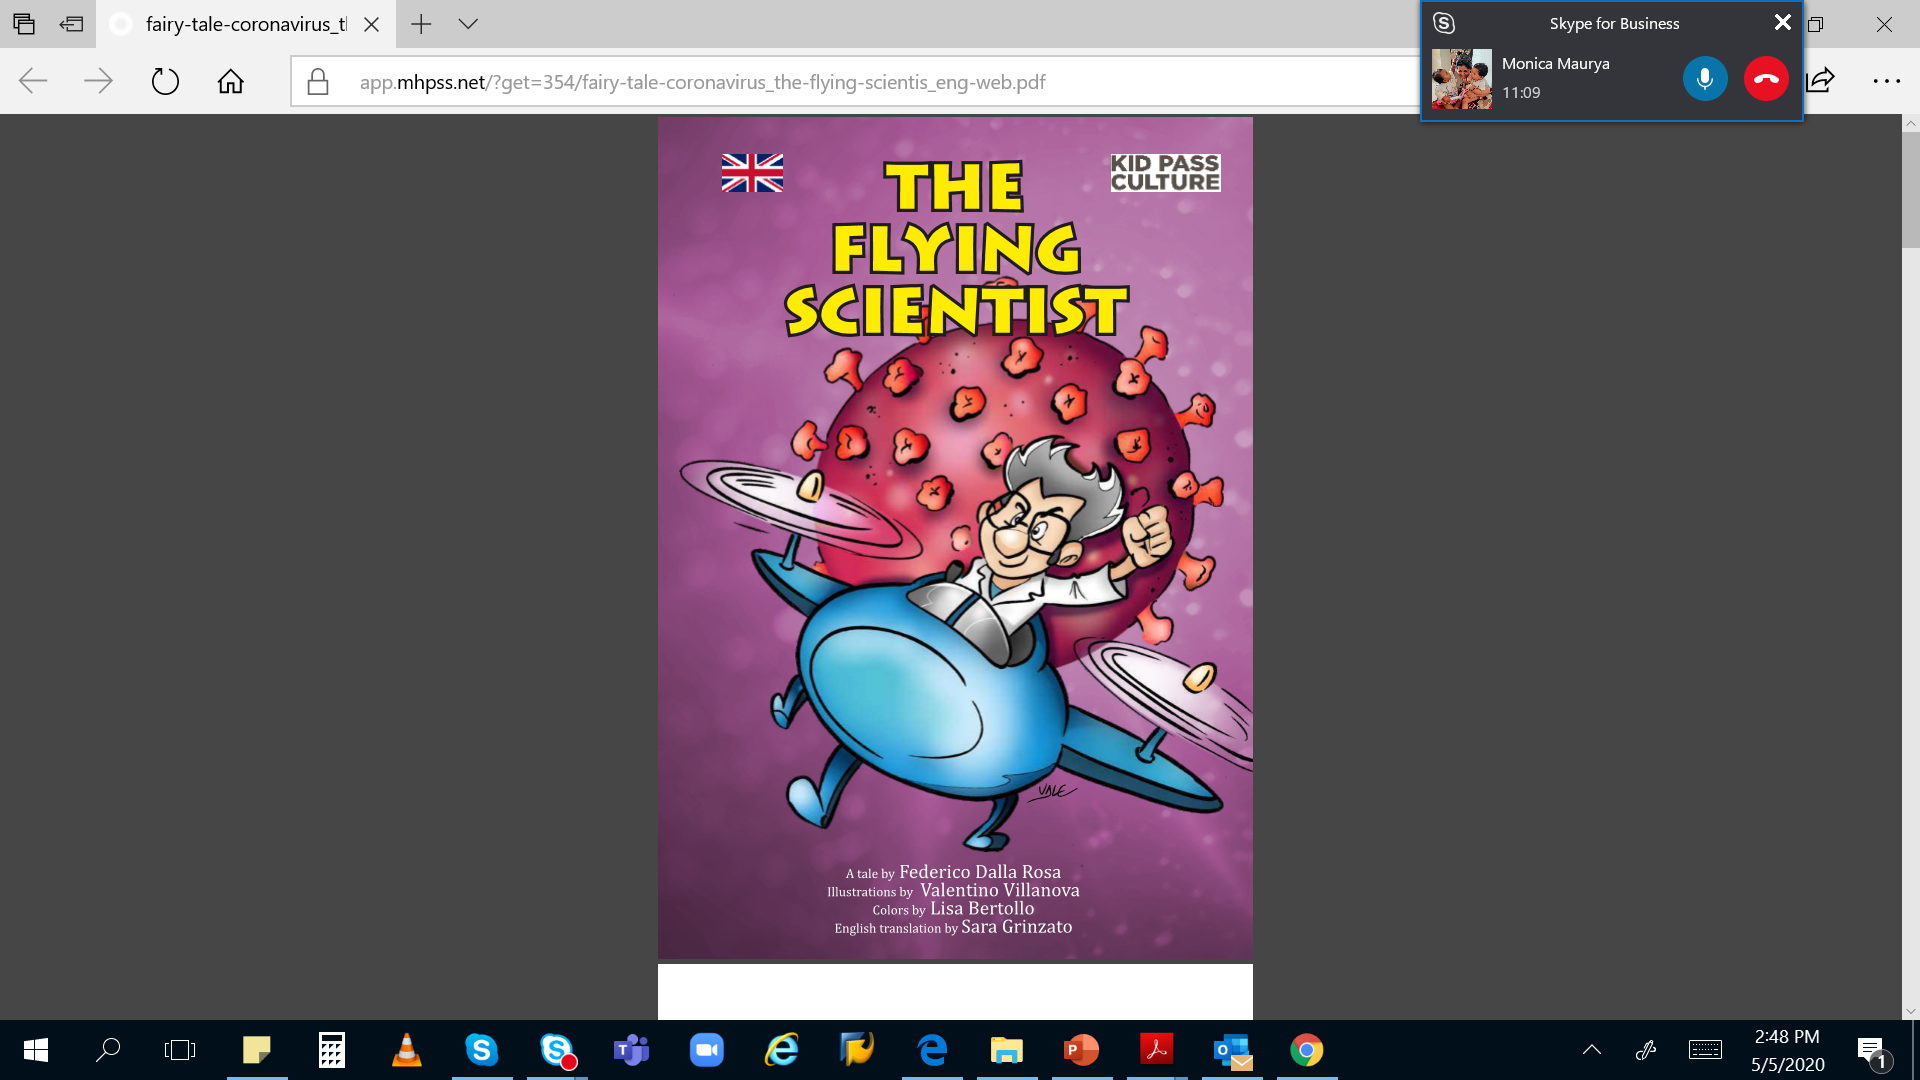 fairy-tale-coronavirus_tl
Skype for Business
app.mhpss.net/?get=354/fairy-tale-coronavirus_the-flying-scientis_eng-web.pdf
Monica Maurya
11:09
KID PASS
CULTURE
THE
FLYING
SCIENTIST
VALE
A tale by Federico Dalla Rosa
Illustrations by Valentino Villanova
Colors by Lisa Bertollo
English translation by Sara Grinzato
2:48 PM
5/5/2020
1